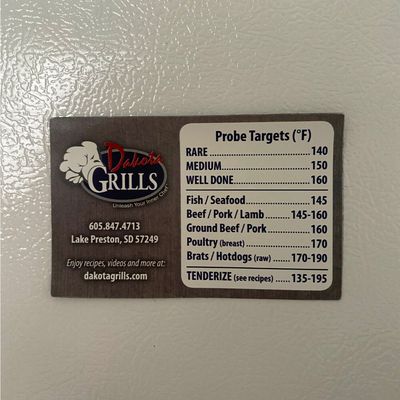 Dakota
GRILLS
Unleash Your Inner Chef
605.847.4713
Lake Preston, SD 57249
Enjoy recipes, videos and more at:
dakotagrills.com
Probe Targets (°F)
RARE 140
MEDIUM 150
WELL DONE 160
Fish / Seafood 145
Beef / Pork / Lamb 145-160
Ground Beef / Pork 160
Poultry (breast) 170
Brats / Hotdogs (raw) 170-190
TENDERIZE (see recipes) 135-195